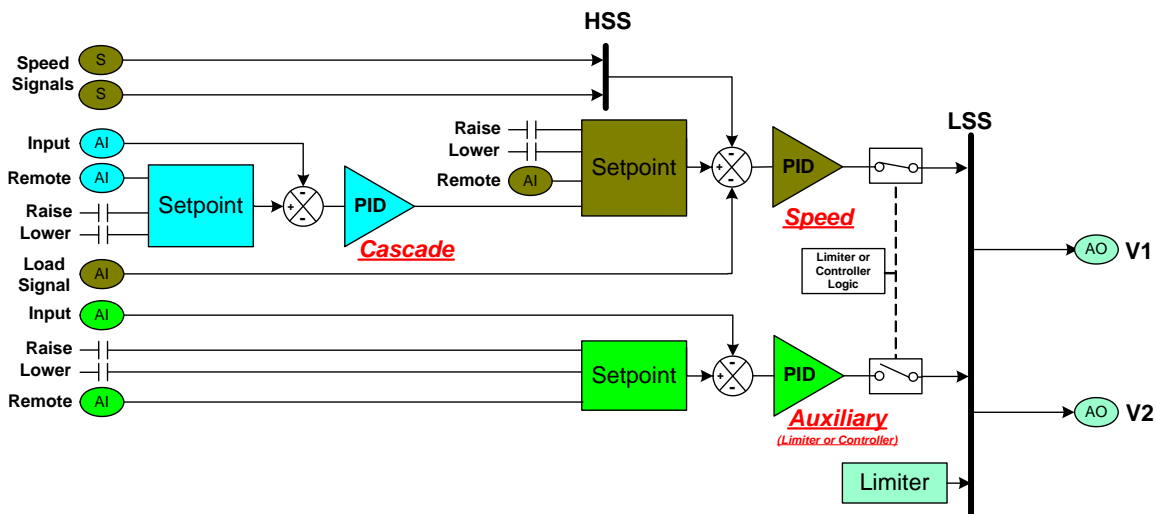 HSS
Speed
Signals
S
S
Input
AI
Remote
AI
Raise
Lower
Setpoint
+
-
-
PID
Cascade
Raise
Lower
Remote
AI
Setpoint
-
+
-
PID
Speed
LSS
Load
Signal
AI
Limiter or
Controller
Logic
AO
V1
Input
AI
Raise
Lower
Remote
AI
Setpoint
-
+
-
PID
Auxiliary
(Limiter or Controller)
AO
V2
Limiter